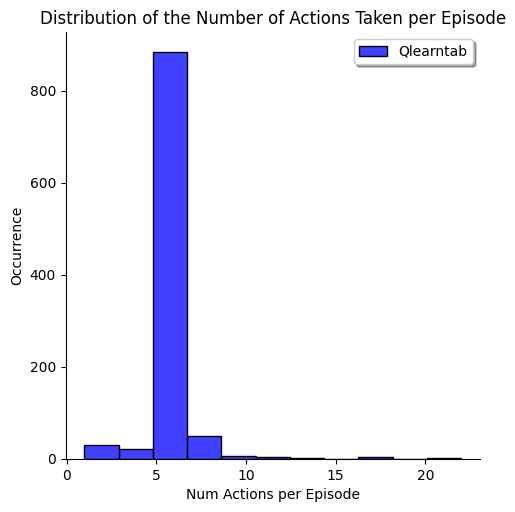 Distribution of the Number of Actions Taken per Episode
Qlearntab
800
600
400
200
0
Occurrence
0 5 10 15 20
Num Actions per Episode